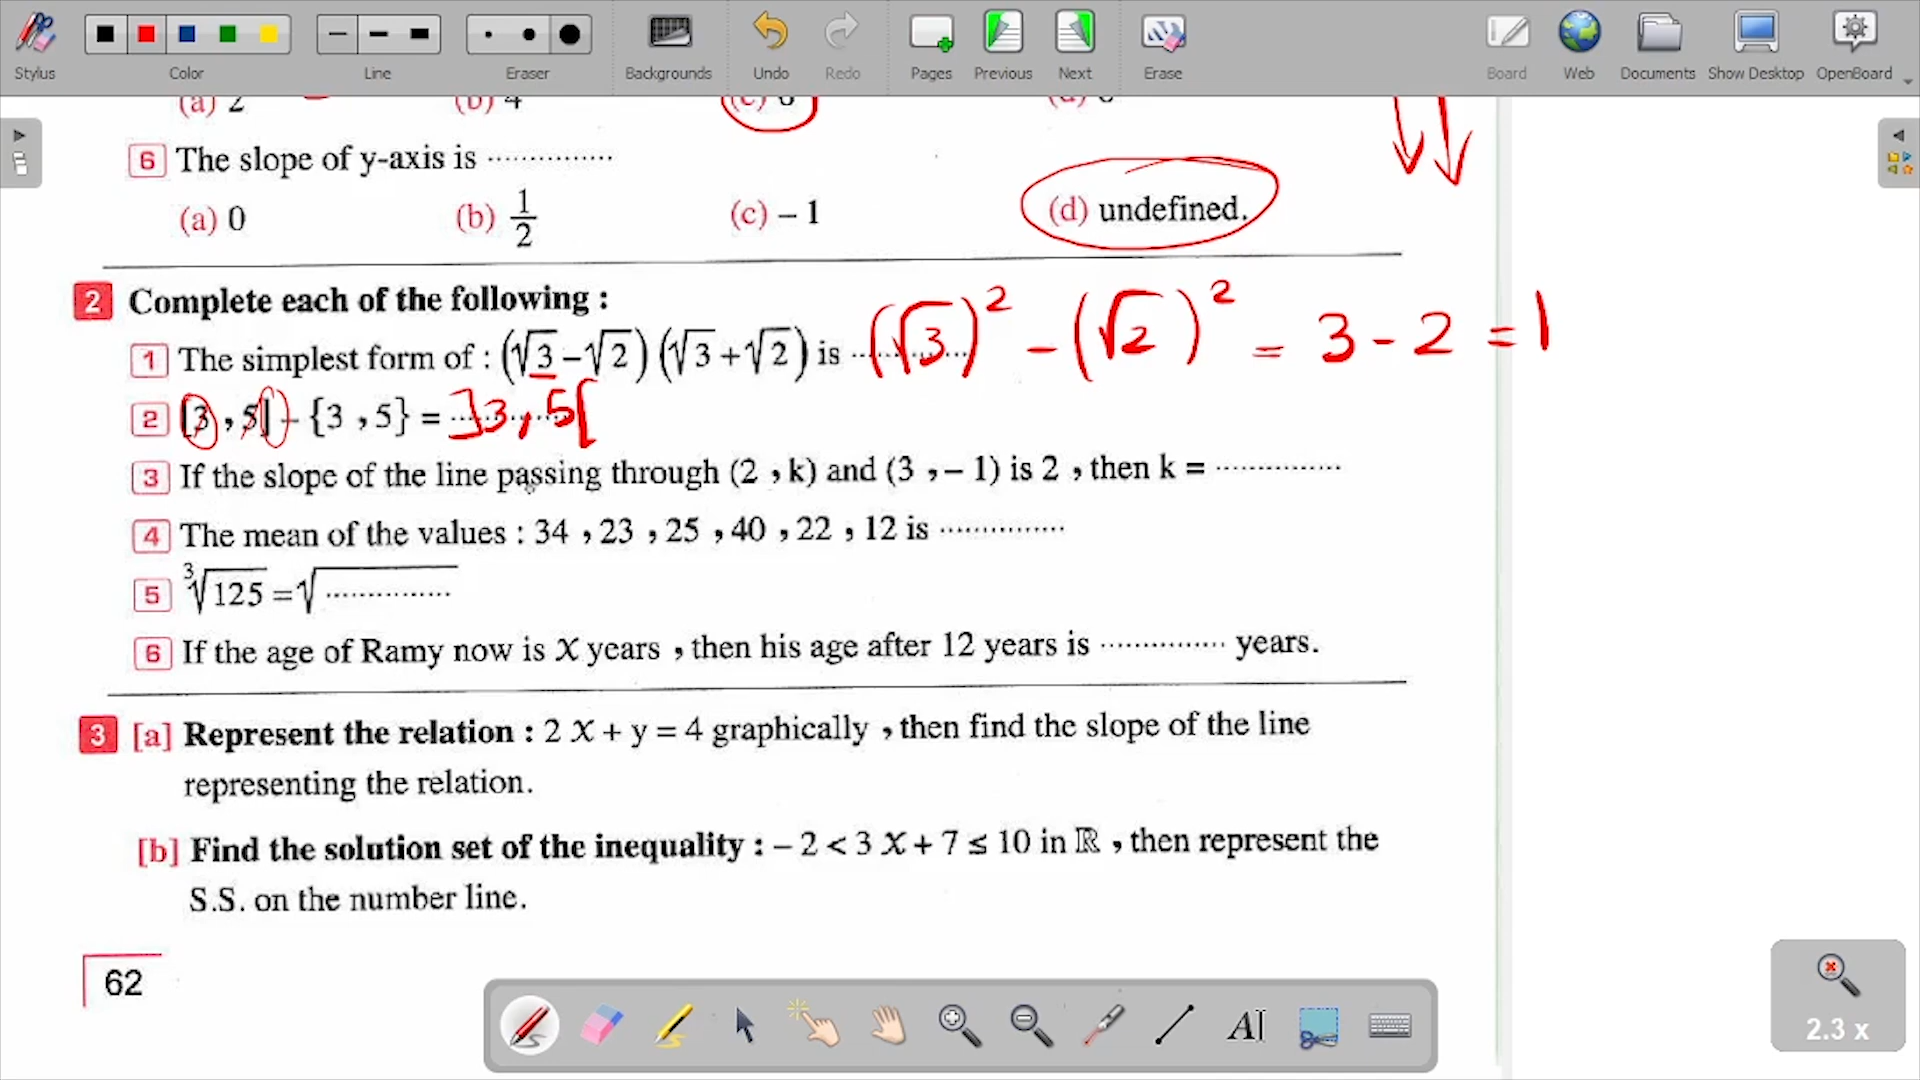 Stylus Color Line Eraser Backgrounds Undo Redo Pages Previous Next Erase Board Web Documents Show Desktop OpenBoard
(a) 2 (b) 4
6 The slope of y-axis is ...............
(a) 0 (b) 1/2 (c) – 1 (d) undefined.
2 Complete each of the following :
1 The simplest form of : (√3 – √2) (√3 + √2) is ............... (√3)² – (√2)² = 3 - 2 = 1
2 [3 , 5] – {3 , 5} = ]3, 5[
3 If the slope of the line passing through (2 , k) and (3 , – 1) is 2 , then k = ...............
4 The mean of the values : 34 , 23 , 25 , 40 , 22 , 12 is ...............
5 ³√125 = √...............
6 If the age of Ramy now is X years , then his age after 12 years is ............... years.
3 [a] Represent the relation : 2 X + y = 4 graphically , then find the slope of the line
representing the relation.
[b] Find the solution set of the inequality : – 2 < 3 X + 7 ≤ 10 in ℝ , then represent the
S.S. on the number line.
62
2.3 x